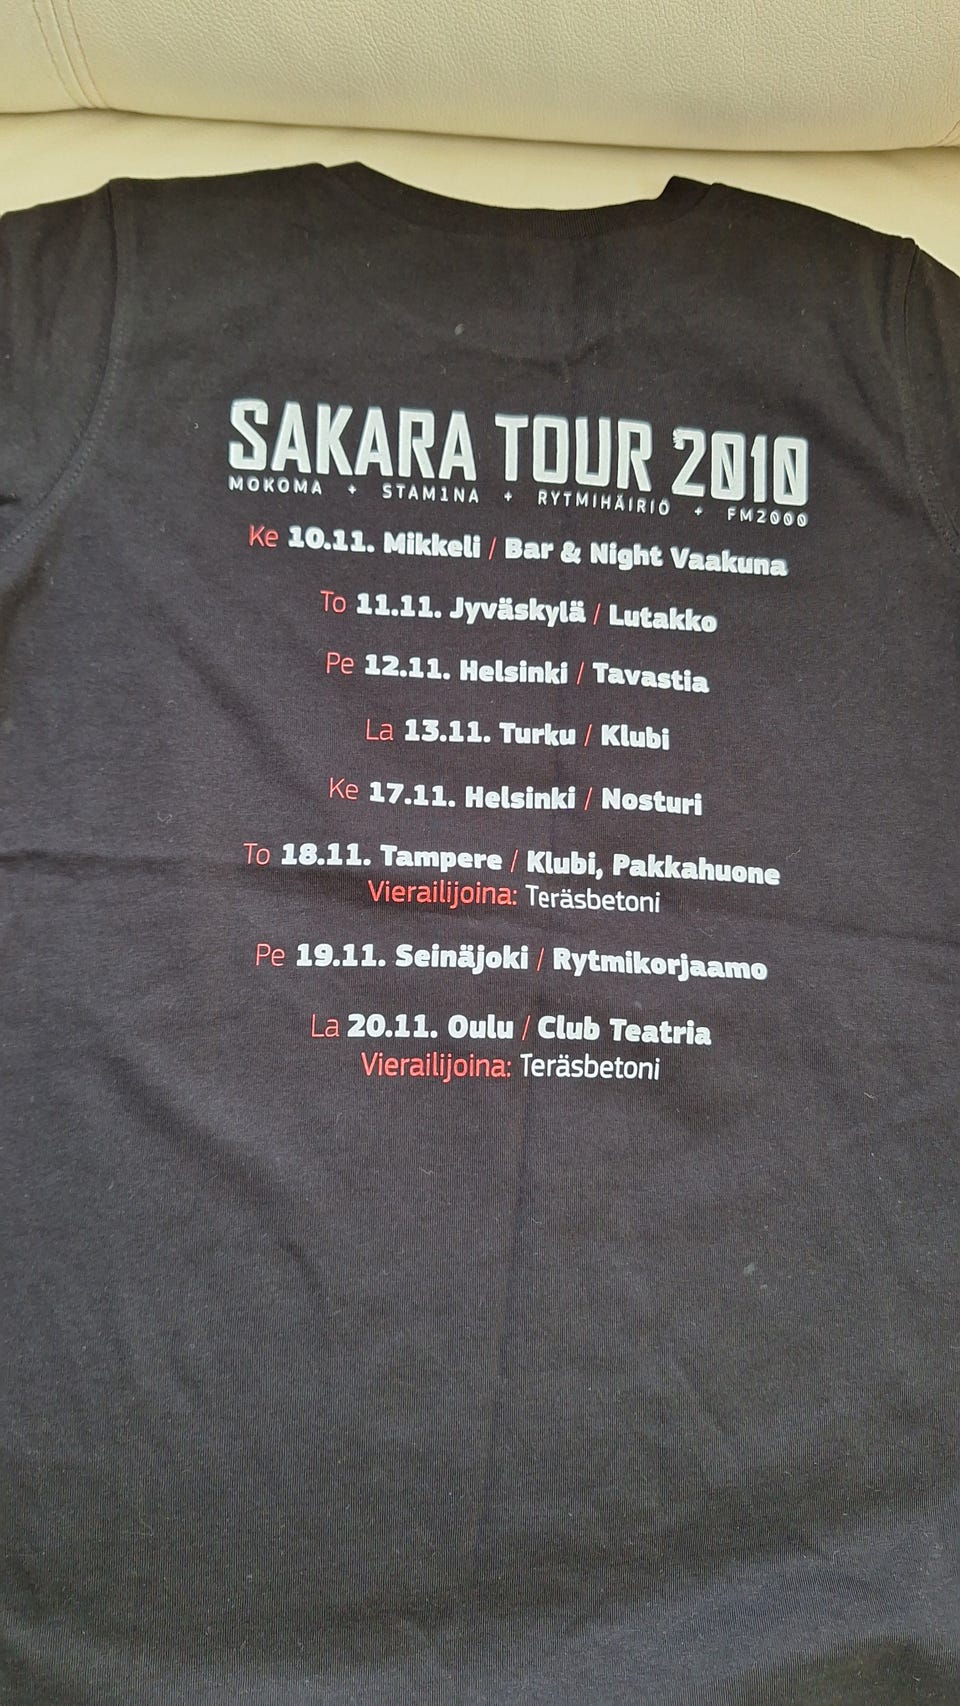 SAKARA TOUR 2010
MOKOMA + STAM1NA + RYTMIHÄIRIÖ + FM2000
Ke 10.11. Mikkeli / Bar & Night Vaakuna
To 11.11. Jyväskylä / Lutakko
Pe 12.11. Helsinki / Tavastia
La 13.11. Turku / Klubi
Ke 17.11. Helsinki / Nosturi
To 18.11. Tampere / Klubi, Pakkahuone
Vierailijoina: Teräsbetoni
Pe 19.11. Seinäjoki / Rytmikorjaamo
La 20.11. Oulu / Club Teatria
Vierailijoina: Teräsbetoni